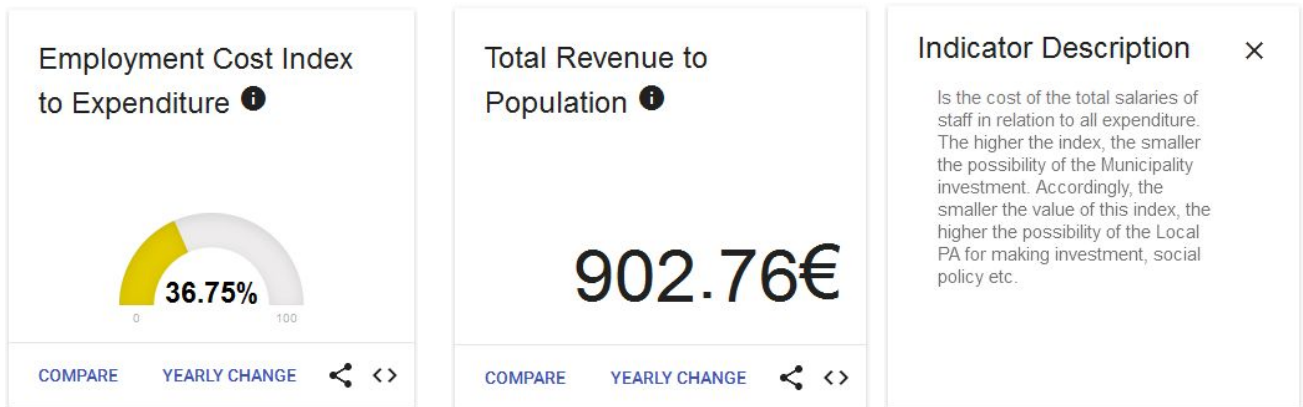 Employment Cost Index
to Expenditure
36.75%
0
100
COMPARE
YEARLY CHANGE
Total Revenue to
Population
902.76€
COMPARE
YEARLY CHANGE
Indicator Description
Is the cost of the total salaries of
staff in relation to all expenditure.
The higher the index, the smaller
the possibility of the Municipality
investment. Accordingly, the
smaller the value of this index, the
higher the possibility of the Local
PA for making investment, social
policy etc.